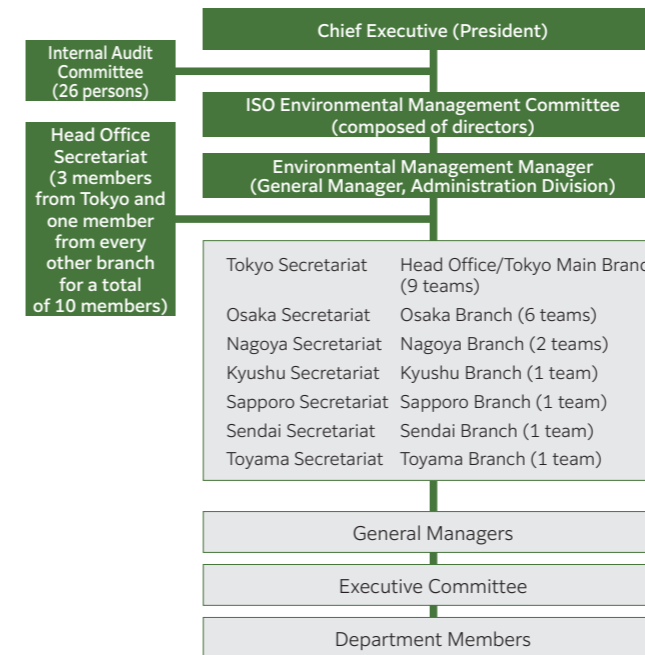 Chief Executive (President)
Internal Audit
Committee
(26 persons)
ISO Environmental Management Committee
(composed of directors)
Head Office
Secretariat
(3 members
from Tokyo and
one member
from every
other branch
for a total
of 10 members)
Environmental Management Manager
(General Manager, Administration Division)
Tokyo Secretariat Head Office/Tokyo Main Branc
(9 teams)
Osaka Secretariat Osaka Branch (6 teams)
Nagoya Secretariat Nagoya Branch (2 teams)
Kyushu Secretariat Kyushu Branch (1 team)
Sapporo Secretariat Sapporo Branch (1 team)
Sendai Secretariat Sendai Branch (1 team)
Toyama Secretariat Toyama Branch (1 team)
General Managers
Executive Committee
Department Members